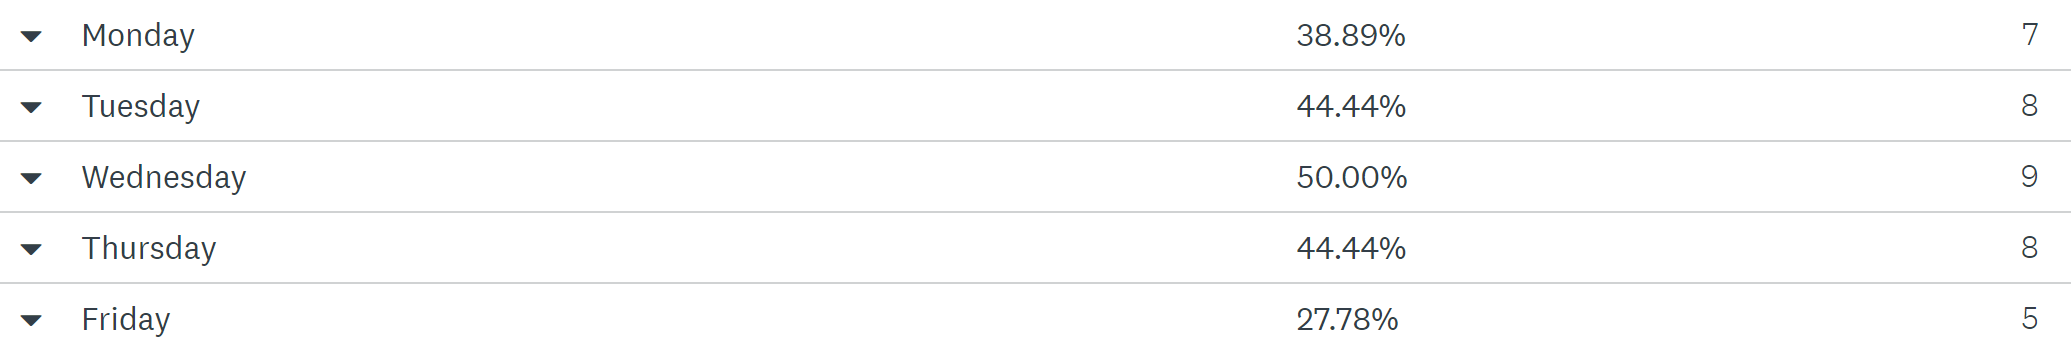 Monday 38.89% 7
Tuesday 44.44% 8
Wednesday 50.00% 9
Thursday 44.44% 8
Friday 27.78% 5